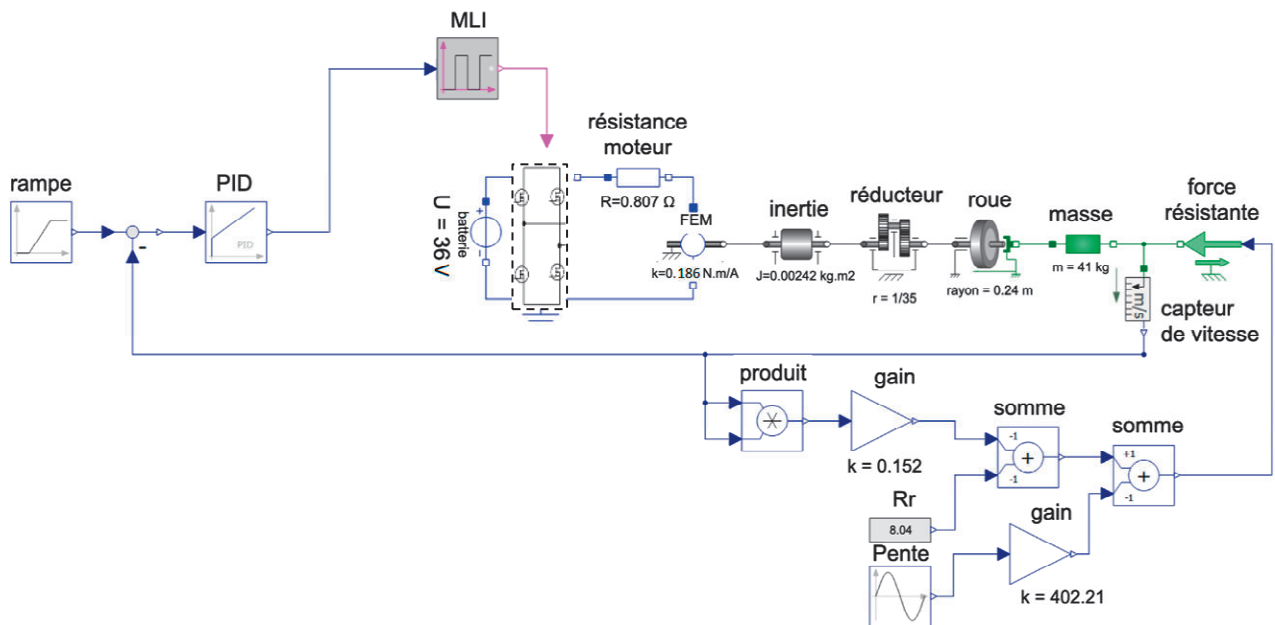 MLI
résistance
moteur
rampe
PID
PID
U = 36 V
batterie
+
−
R=0.807 Ω
FEM
k=0.186 N.m/A
inertie
J=0.00242 kg.m2
réducteur
r = 1/35
roue
rayon = 0.24 m
masse
m = 41 kg
force
résistante
m/s
capteur
de vitesse
-
produit
gain
k = 0.152
somme
-1
+
-1
somme
+1
+
-1
Rr
8.04
Pente
gain
k = 402.21